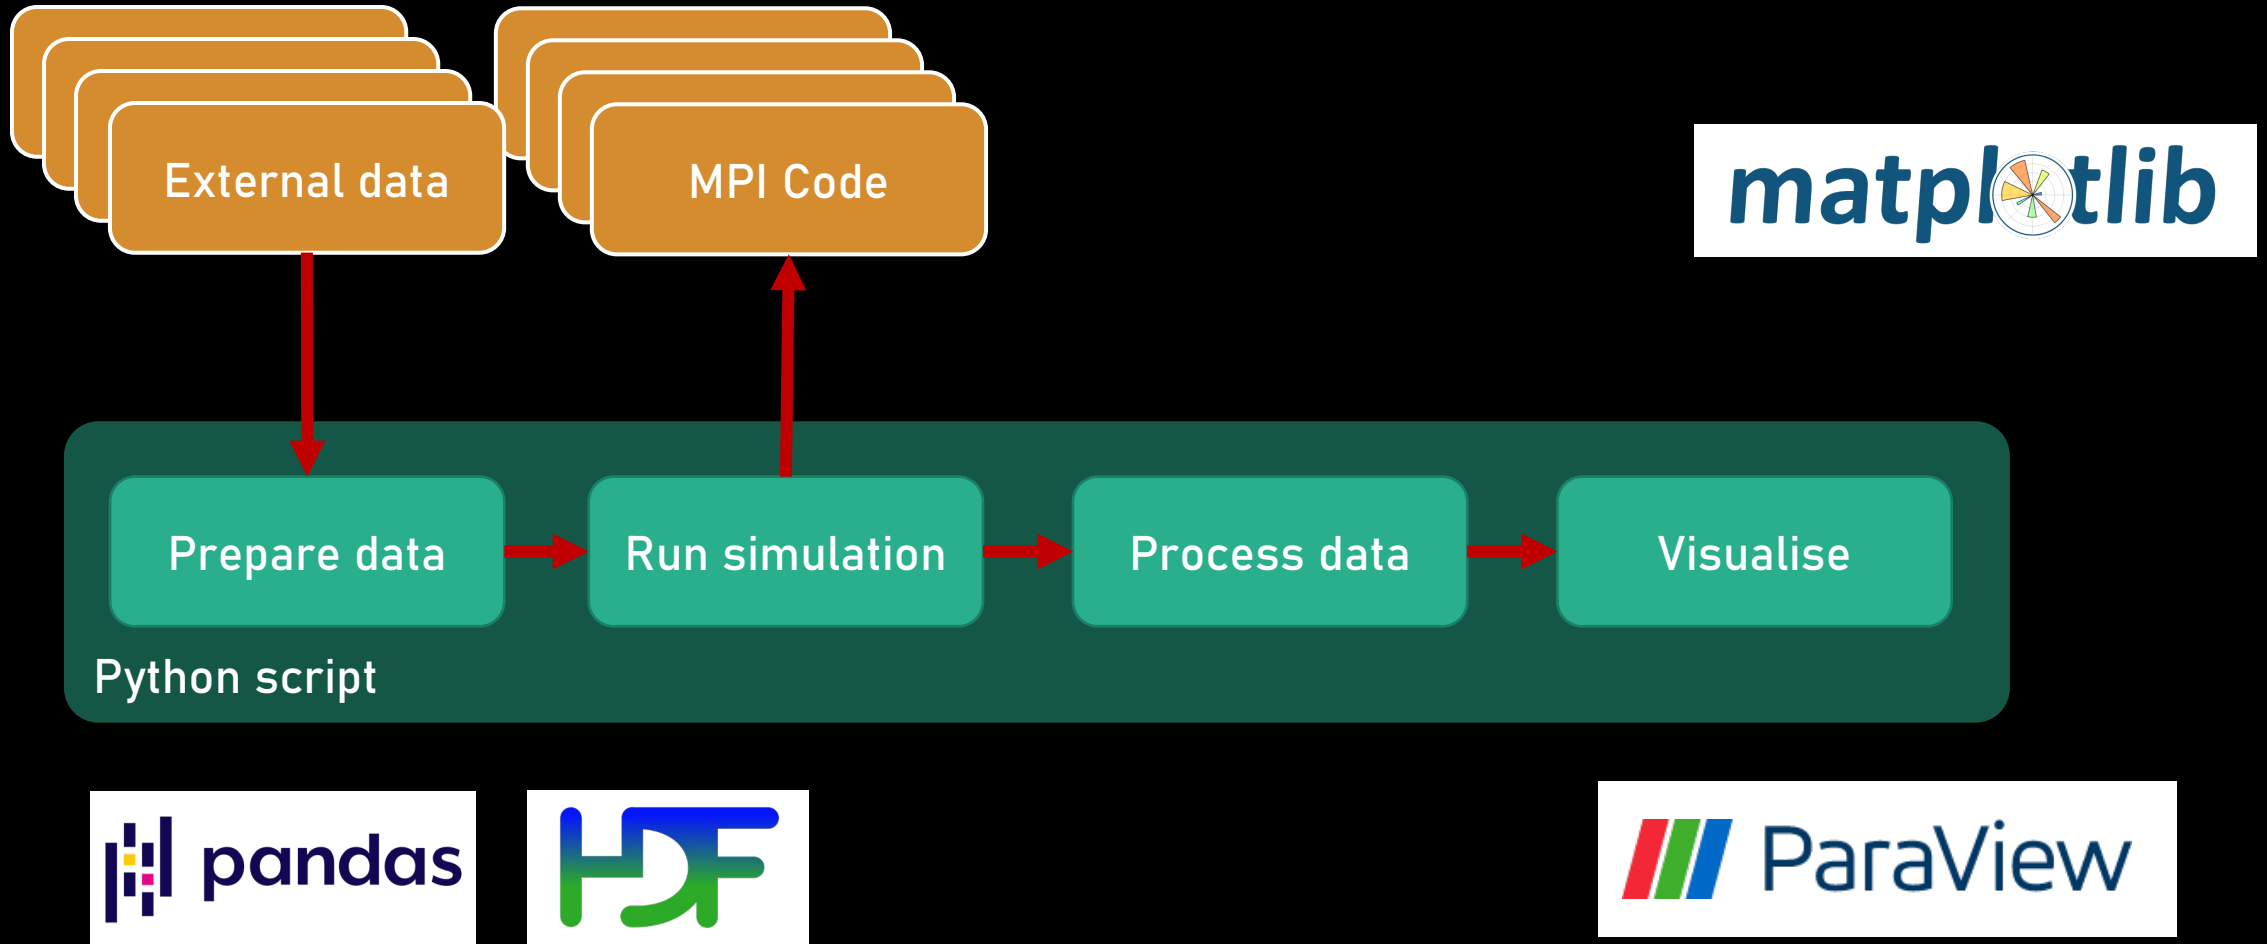 External data
MPI Code
matplotlib
Prepare data
Run simulation
Process data
Visualise
Python script
pandas
HDF
ParaView